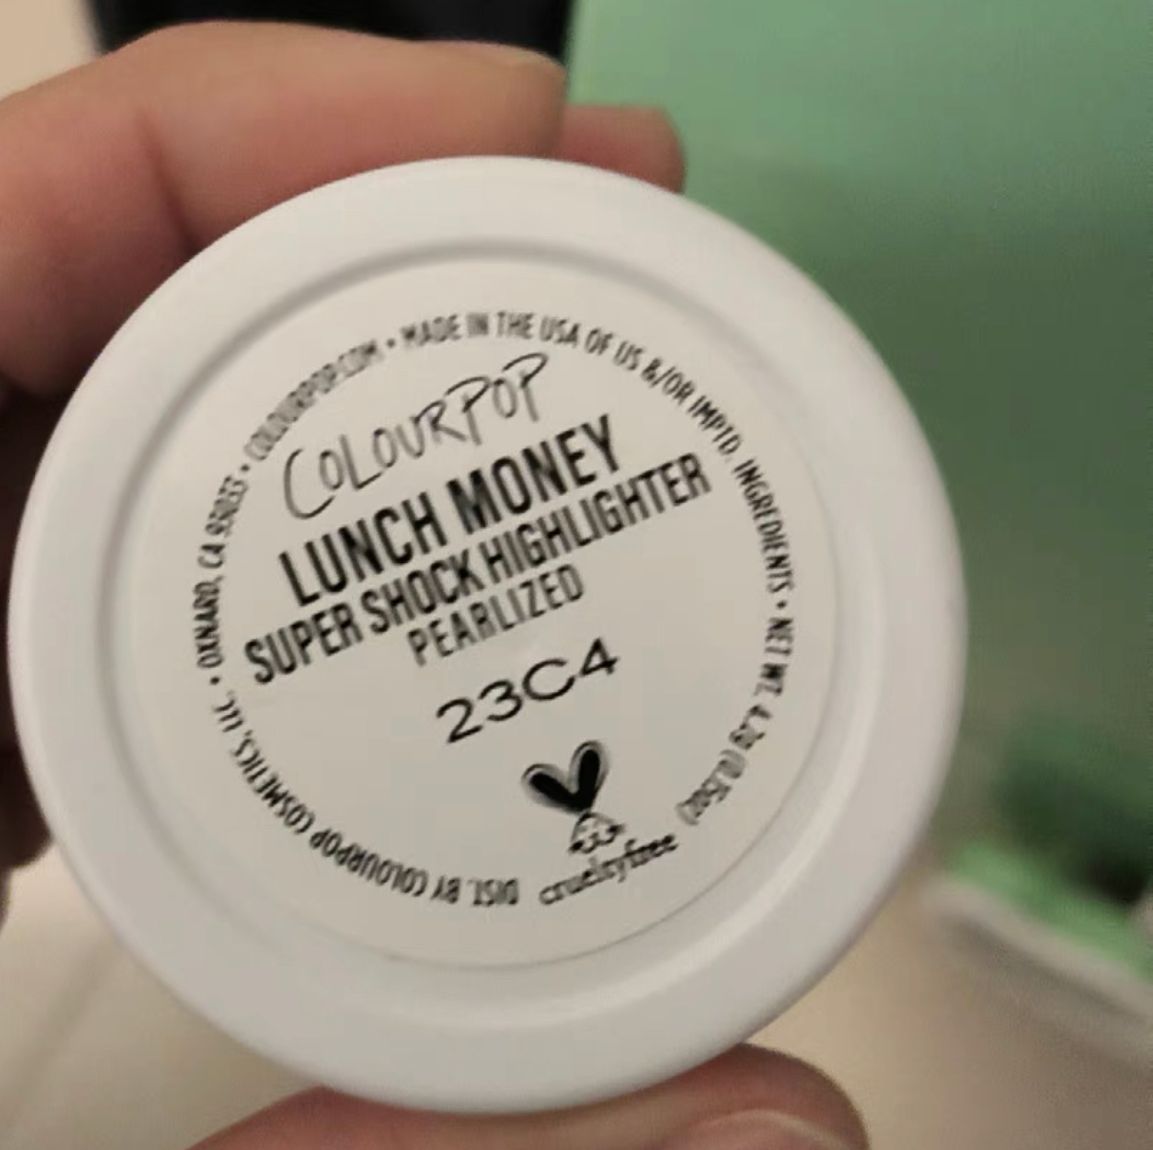 COLOURPOP
LUNCH MONEY
SUPER SHOCK HIGHLIGHTER
PEARLIZED
23C4
crueltyfree
DIST. BY COLOURPOP COSMETICS, LLC. • OXNARD, CA 93033 • COLOURPOP.COM • MADE IN THE USA OF US &/OR IMPTD. INGREDIENTS • NET WT. 4.2g (0.15oz)